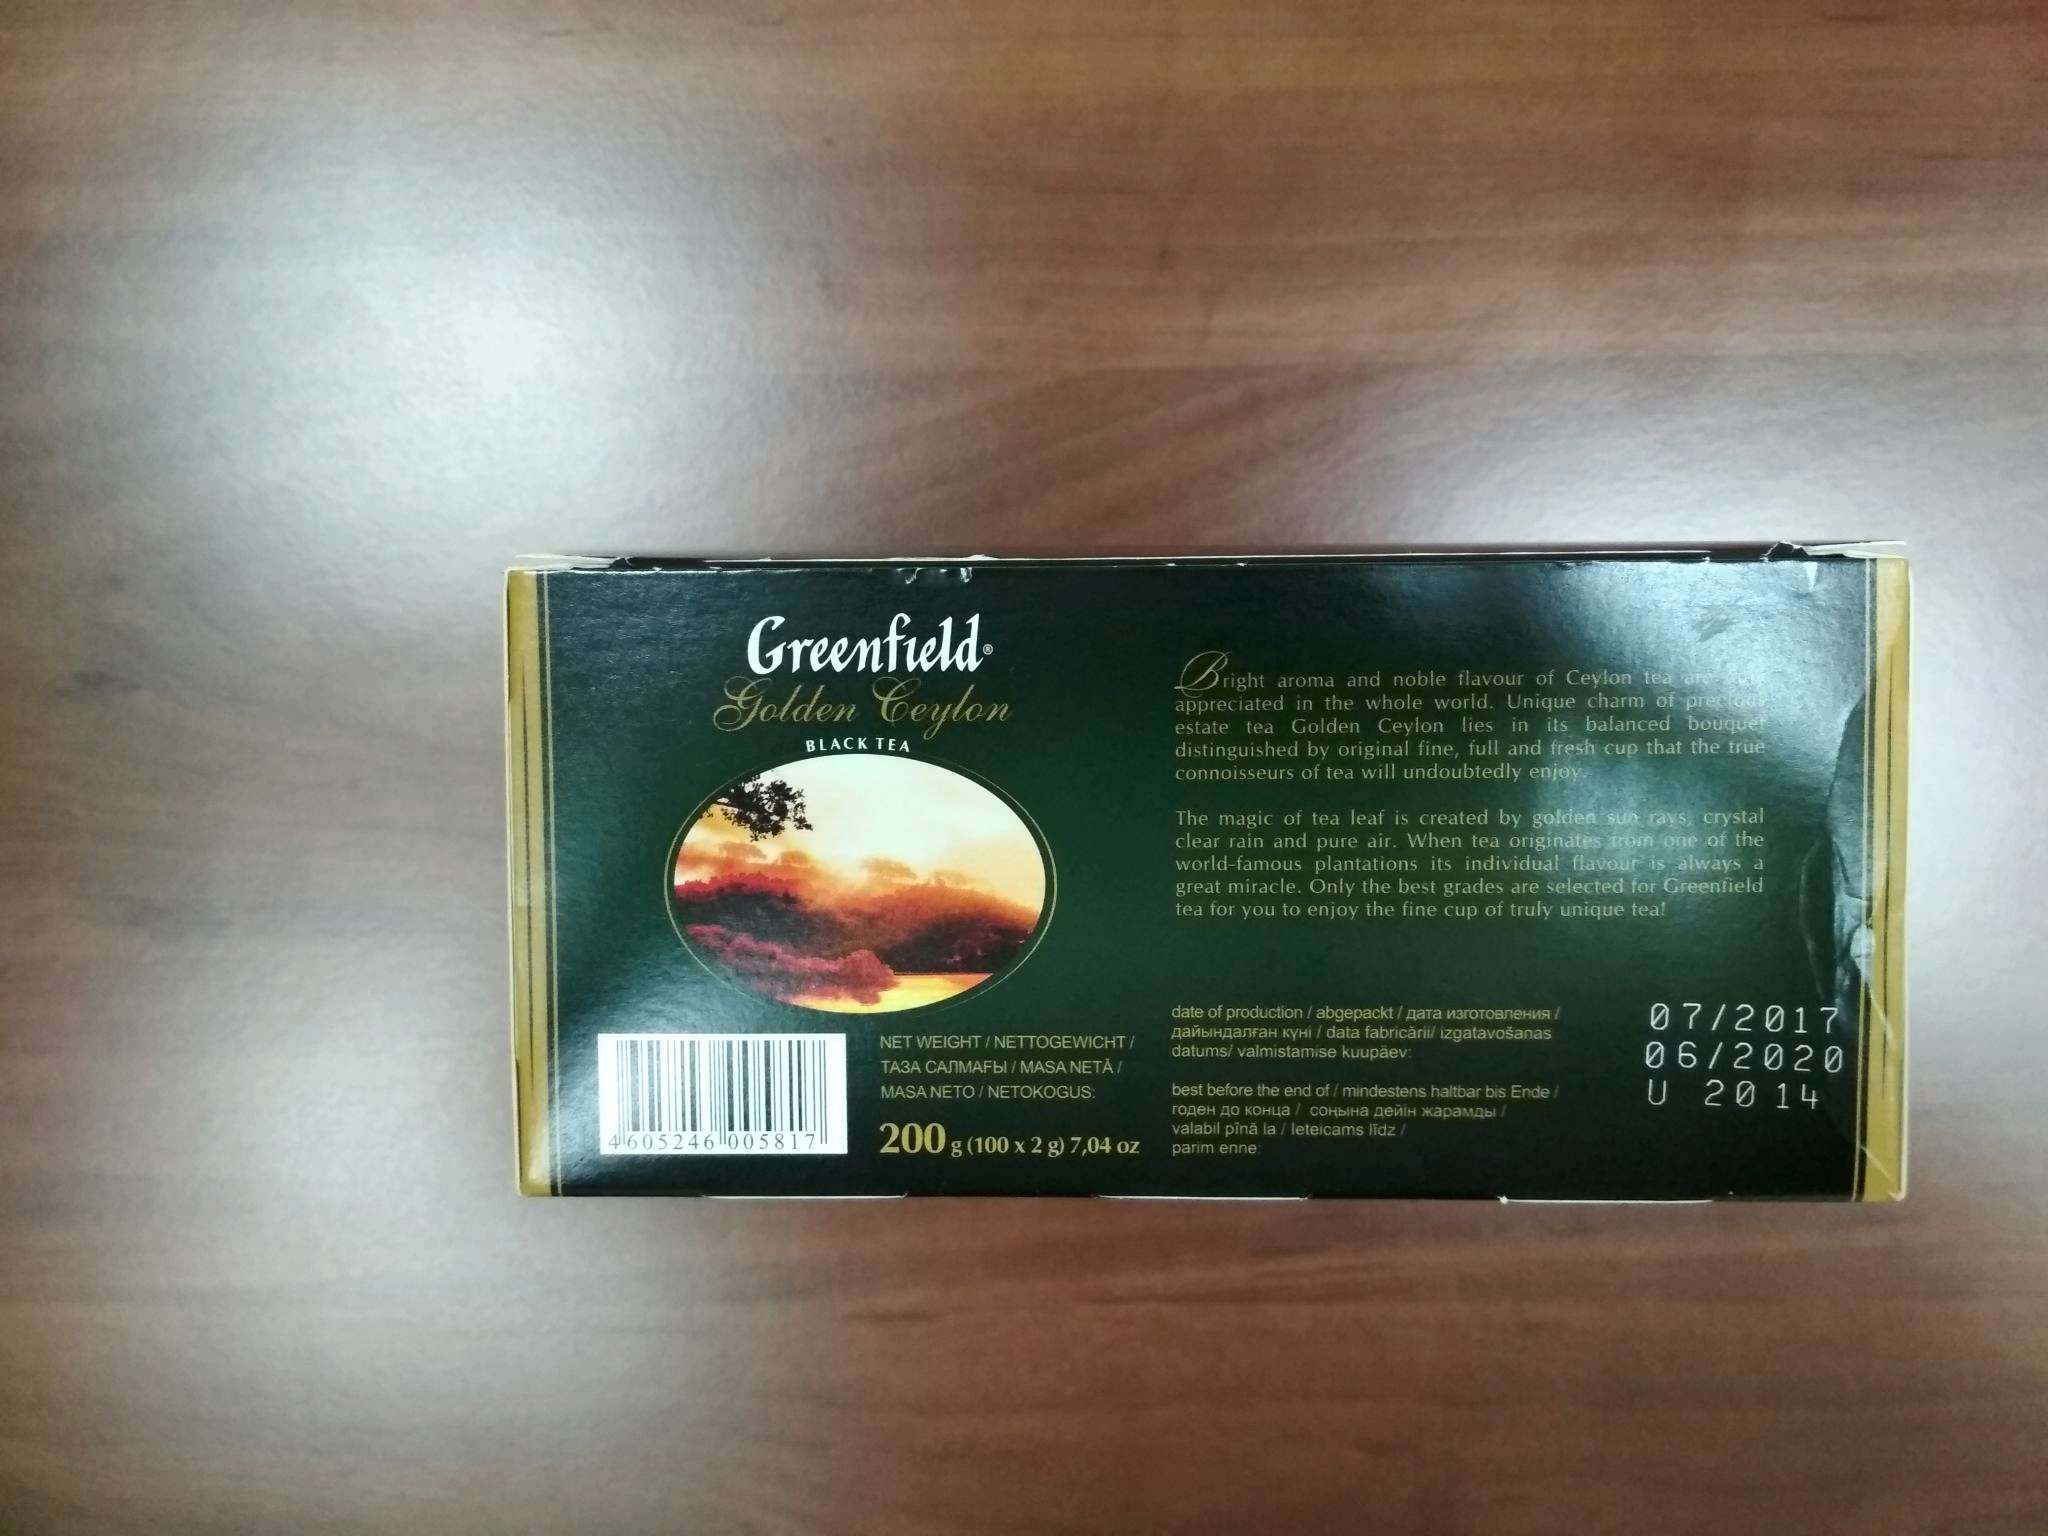 Greenfield®
Golden Ceylon
BLACK TEA
Bright aroma and noble flavour of Ceylon tea are
appreciated in the whole world. Unique charm of precious
estate tea Golden Ceylon lies in its balanced bouquet
distinguished by original fine, full and fresh cup that the true
connoisseurs of tea will undoubtedly enjoy.
The magic of tea leaf is created by golden sun rays, crystal
clear rain and pure air. When tea originates from one of the
world-famous plantations its individual flavour is always a
great miracle. Only the best grades are selected for Greenfield
tea for you to enjoy the fine cup of truly unique tea!
4 605246 005817
NET WEIGHT / NETTOGEWICHT /
ТАЗА САЛМАҒЫ / MASA NETĂ /
MASA NETO / NETOKOGUS:
200 g (100 x 2 g) 7,04 oz
date of production / abgepackt / дата изготовления /
дайындалған күні / data fabricării/ izgatavošanas
datums/ valmistamise kuupäev:
best before the end of / mindestens haltbar bis Ende /
годен до конца / соңына дейін жарамды /
valabil pînă la / Ieteicams līdz /
parim enne:
07/2017
06/2020
U 2014